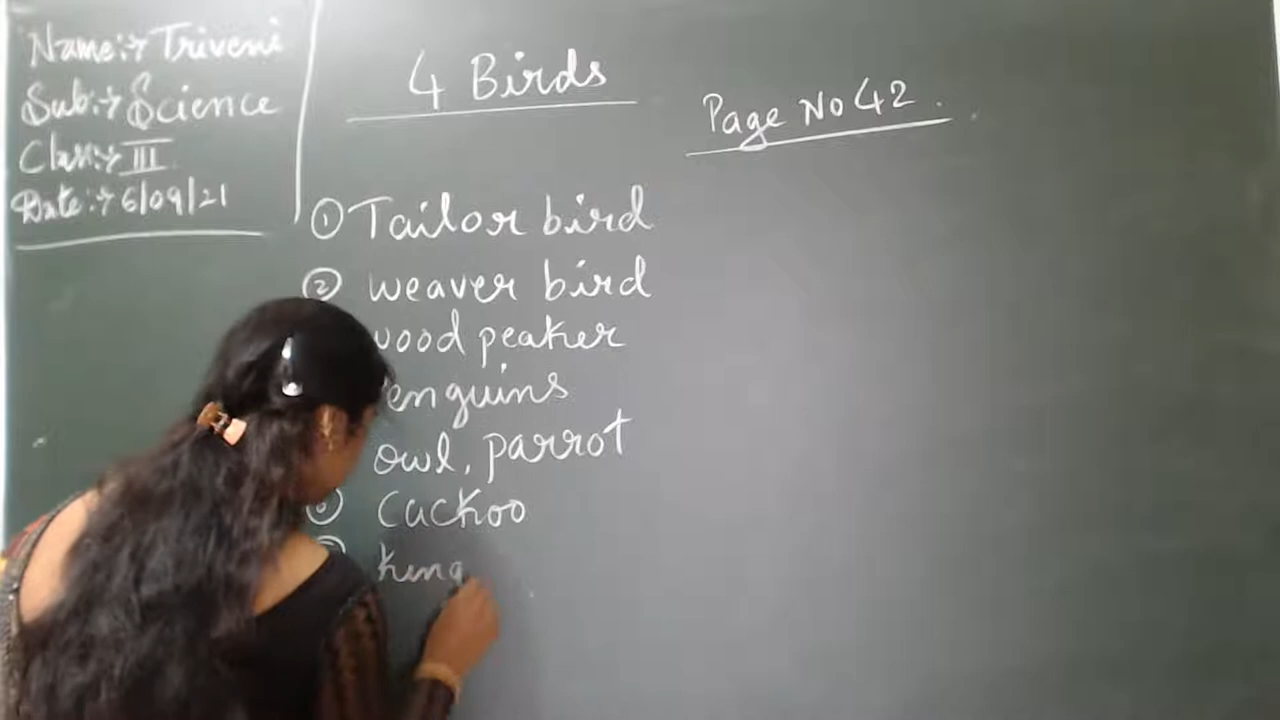 Name:→ Triveni
Sub:→ Science
Class:→ III
Date:→ 6/09/21
4 Birds
Page No 42.
① Tailor bird
② weaver bird
wood peaker
enguins
owl, parrot
⑥ Cuckoo
King